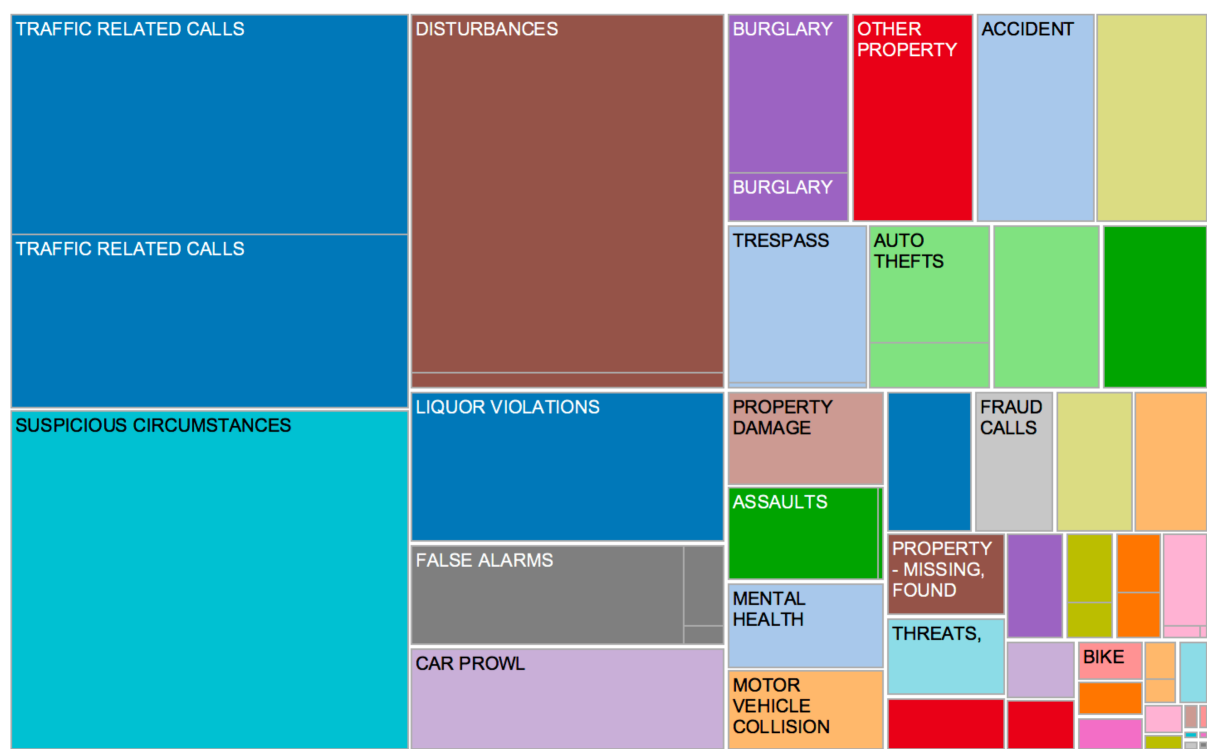 TRAFFIC RELATED CALLS
TRAFFIC RELATED CALLS
SUSPICIOUS CIRCUMSTANCES
DISTURBANCES
LIQUOR VIOLATIONS
FALSE ALARMS
CAR PROWL
BURGLARY
BURGLARY
OTHER
PROPERTY
ACCIDENT
TRESPASS
AUTO
THEFTS
PROPERTY
DAMAGE
ASSAULTS
MENTAL
HEALTH
MOTOR
VEHICLE
COLLISION
FRAUD
CALLS
PROPERTY
- MISSING,
FOUND
THREATS,
BIKE